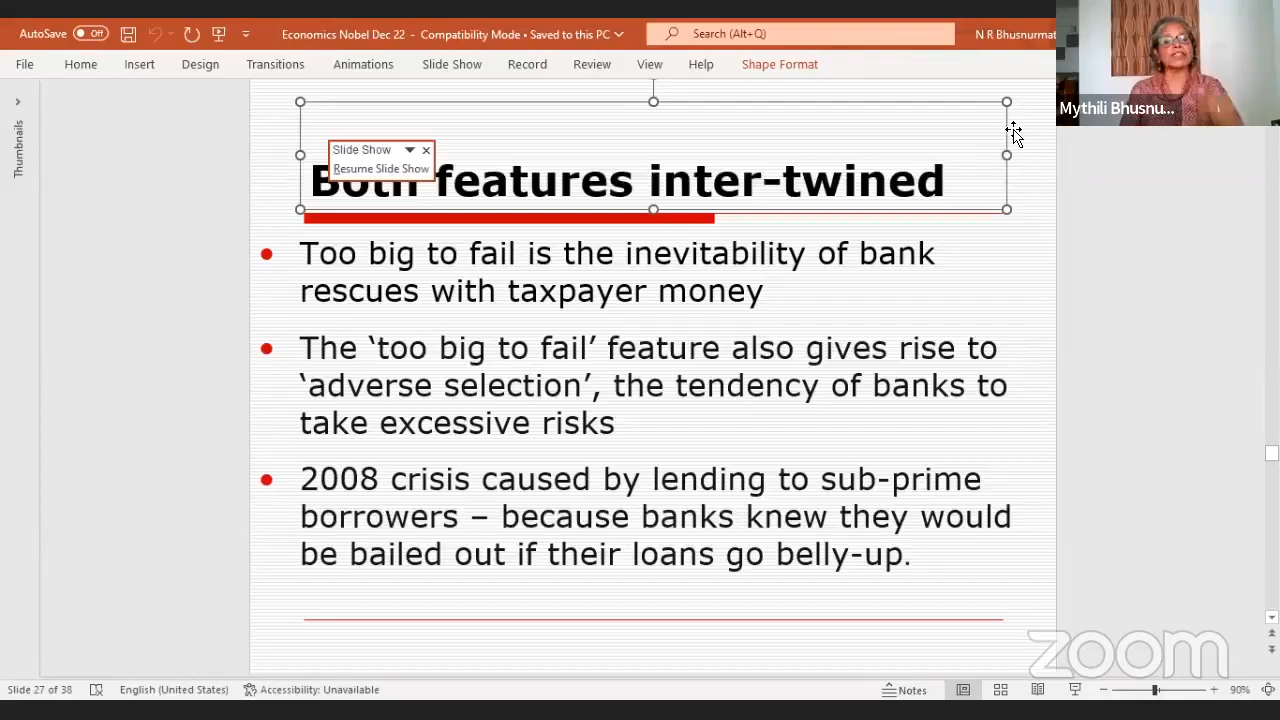 AutoSave Off Economics Nobel Dec 22 - Compatibility Mode • Saved to this PC Search (Alt+Q) N R Bhusnurmat
File Home Insert Design Transitions Animations Slide Show Record Review View Help Shape Format
Mythili Bhusnu...
Thumbnails
Slide Show
Resume Slide Show
Both features inter-twined
Too big to fail is the inevitability of bank
rescues with taxpayer money
The ‘too big to fail’ feature also gives rise to
‘adverse selection’, the tendency of banks to
take excessive risks
2008 crisis caused by lending to sub-prime
borrowers – because banks knew they would
be bailed out if their loans go belly-up.
zoom
Slide 27 of 38 English (United States) Accessibility: Unavailable Notes 90%